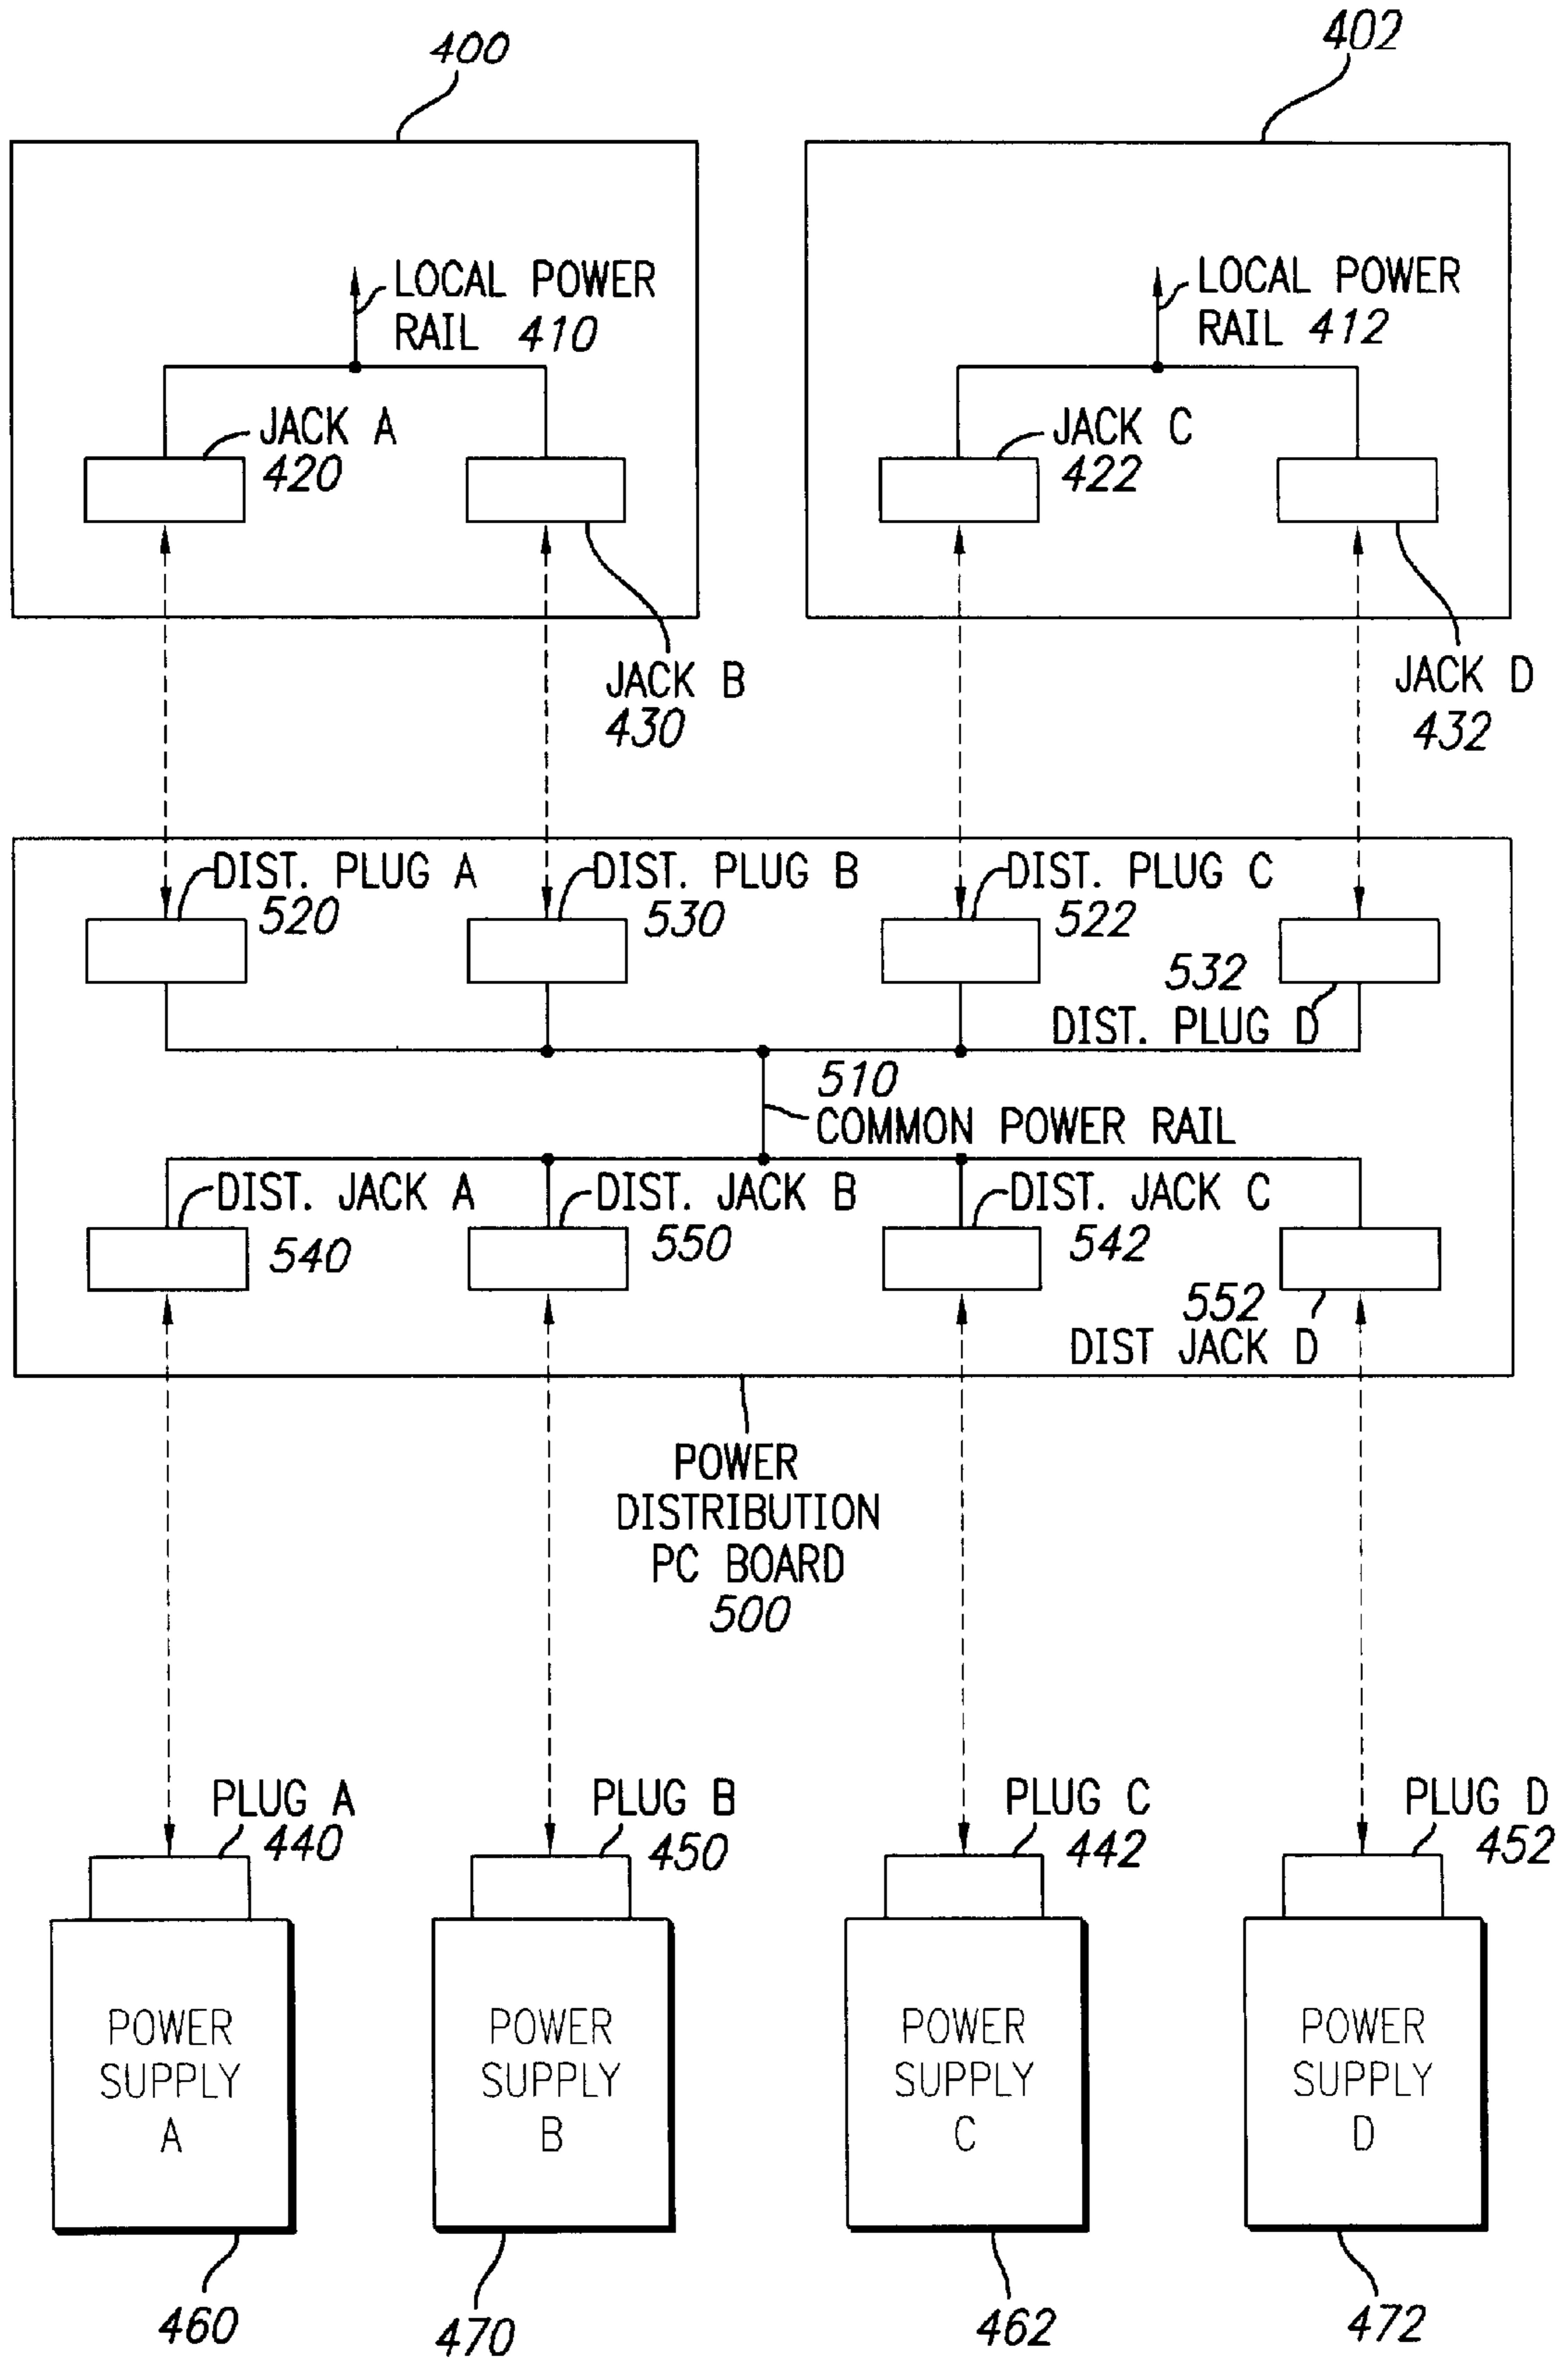 400
402
LOCAL POWER
RAIL 410
LOCAL POWER
RAIL 412
JACK A
420
JACK C
422
JACK B
430
JACK D
432
DIST. PLUG A
520
DIST. PLUG B
530
DIST. PLUG C
522
532
DIST. PLUG D
510
COMMON POWER RAIL
DIST. JACK A
540
DIST. JACK B
550
DIST. JACK C
542
552
DIST JACK D
POWER
DISTRIBUTION
PC BOARD
500
PLUG A
440
PLUG B
450
PLUG C
442
PLUG D
452
POWER
SUPPLY
A
POWER
SUPPLY
B
POWER
SUPPLY
C
POWER
SUPPLY
D
460
470
462
472